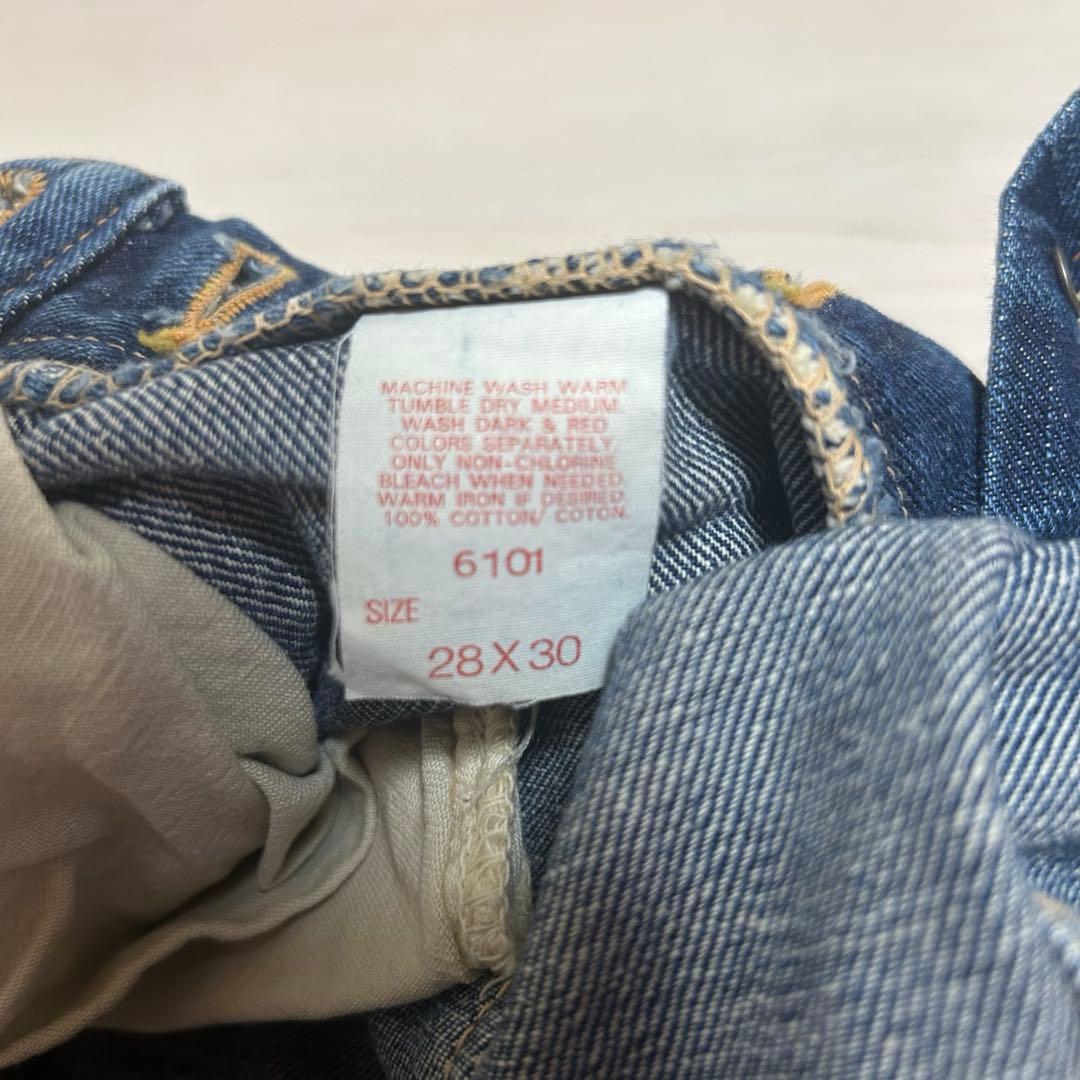 MACHINE WASH WARM
TUMBLE DRY MEDIUM.
WASH DARK & RED
COLORS SEPARATELY.
ONLY NON-CHLORINE
BLEACH WHEN NEEDED.
WARM IRON IF DESIRED.
100% COTTON/ COTON.
6101
SIZE
28 X 30